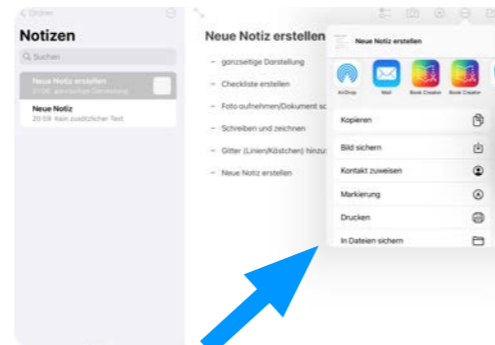 Ordner
Notizen
Suchen
Neue Notiz erstellen
21:06 ganzseitige Darstellung
Neue Notiz
20:59 Kein zusätzlicher Text
Neue Notiz erstellen
– ganzseitige Darstellung
– Checkliste erstellen
– Foto aufnehmen/Dokument sc
– Schreiben und zeichnen
– Gitter (Linien/Kästchen) hinzu
– Neue Notiz erstellen
Neue Notiz erstellen
AirDrop
Mail
Book Creator
Book Creator
Kopieren
Bild sichern
Kontakt zuweisen
Markierung
Drucken
In Dateien sichern